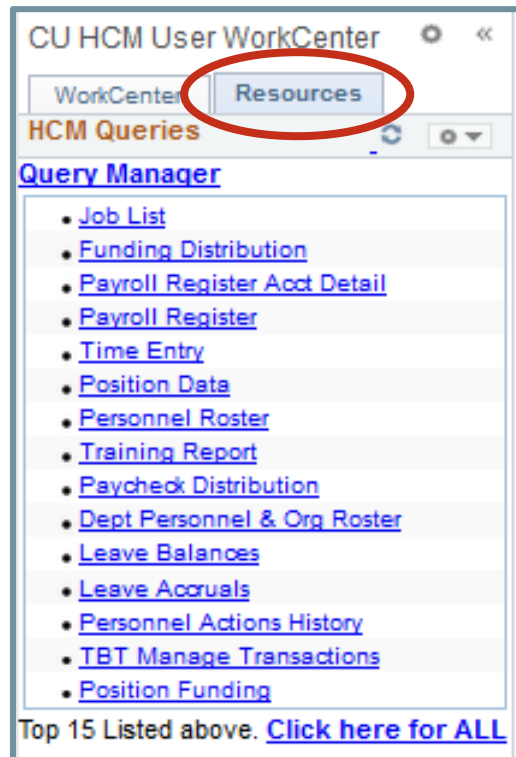 CU HCM User WorkCenter
WorkCenter Resources
HCM Queries
Query Manager
Job List
Funding Distribution
Payroll Register Acct Detail
Payroll Register
Time Entry
Position Data
Personnel Roster
Training Report
Paycheck Distribution
Dept Personnel & Org Roster
Leave Balances
Leave Accruals
Personnel Actions History
TBT Manage Transactions
Position Funding
Top 15 Listed above. Click here for ALL